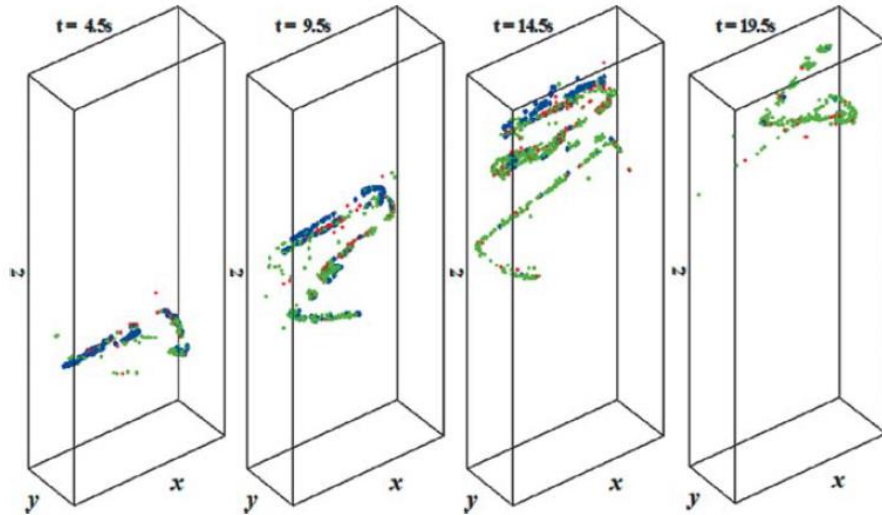 t = 4.5s
t = 9.5s
t = 14.5s
t = 19.5s
z
z
z
z
y
x
y
x
y
x
y
x